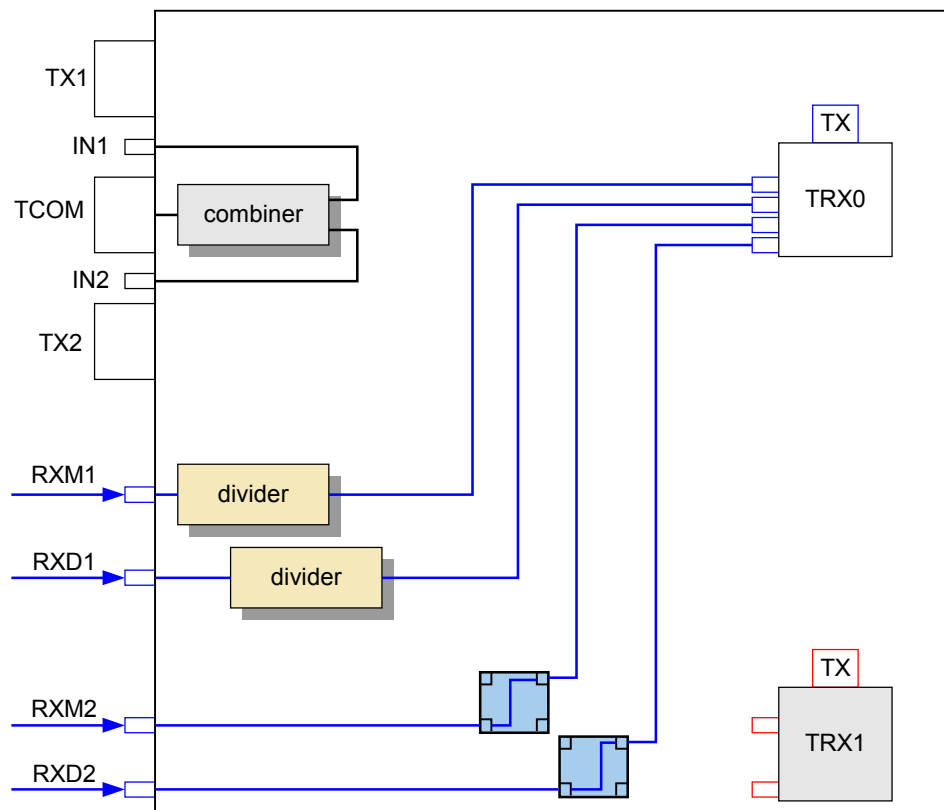 TX1
IN1
TCOM
combiner
IN2
TX2
TX
TRX0
RXM1
divider
RXD1
divider
RXM2
RXD2
TX
TRX1